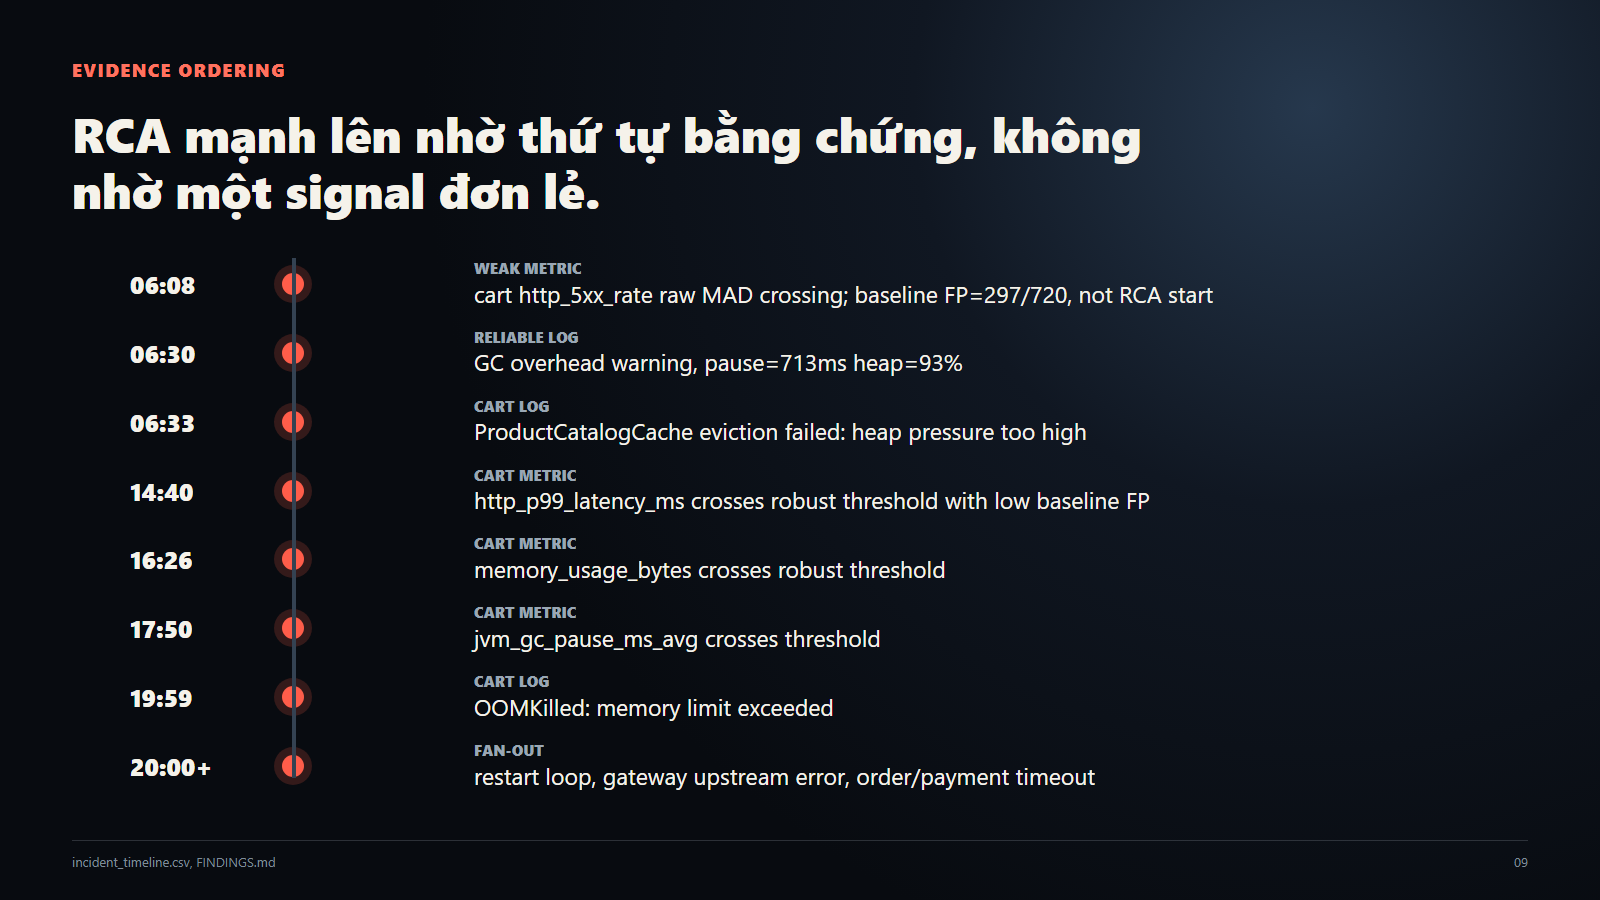 EVIDENCE ORDERING
RCA mạnh lên nhờ thứ tự bằng chứng, không
nhờ một signal đơn lẻ.
06:08
WEAK METRIC
cart http_5xx_rate raw MAD crossing; baseline FP=297/720, not RCA start
06:30
RELIABLE LOG
GC overhead warning, pause=713ms heap=93%
06:33
CART LOG
ProductCatalogCache eviction failed: heap pressure too high
14:40
CART METRIC
http_p99_latency_ms crosses robust threshold with low baseline FP
16:26
CART METRIC
memory_usage_bytes crosses robust threshold
17:50
CART METRIC
jvm_gc_pause_ms_avg crosses threshold
19:59
CART LOG
OOMKilled: memory limit exceeded
20:00+
FAN-OUT
restart loop, gateway upstream error, order/payment timeout
incident_timeline.csv, FINDINGS.md
09